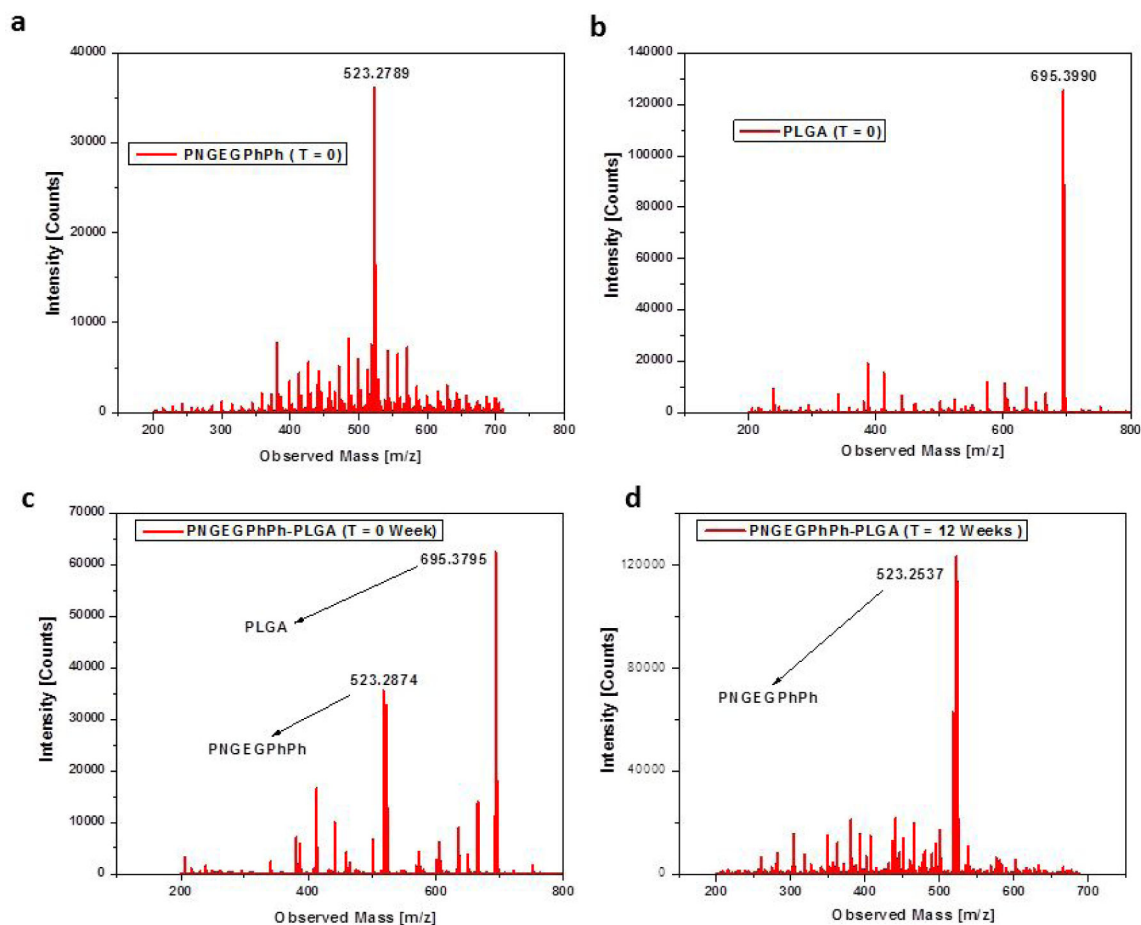 a
40000
30000
20000
10000
0
Intensity [Counts]
523.2789
PNGEGPhPh ( T = 0)
200 300 400 500 600 700 800
Observed Mass [m/z]
b
140000
120000
100000
80000
60000
40000
20000
0
Intensity [Counts]
695.3990
PLGA (T = 0)
200 400 600 800
Observed Mass [m/z]
c
70000
60000
50000
40000
30000
20000
10000
0
Intensity [Counts]
PNGEGPhPh-PLGA (T = 0 Week)
695.3795
PLGA
523.2874
PNGEGPhPh
200 400 600 800
Observed Mass [m/z]
d
120000
80000
40000
0
Intensity [Counts]
PNGEGPhPh-PLGA (T = 12 Weeks )
523.2537
PNGEGPhPh
200 300 400 500 600 700
Observed Mass [m/z]